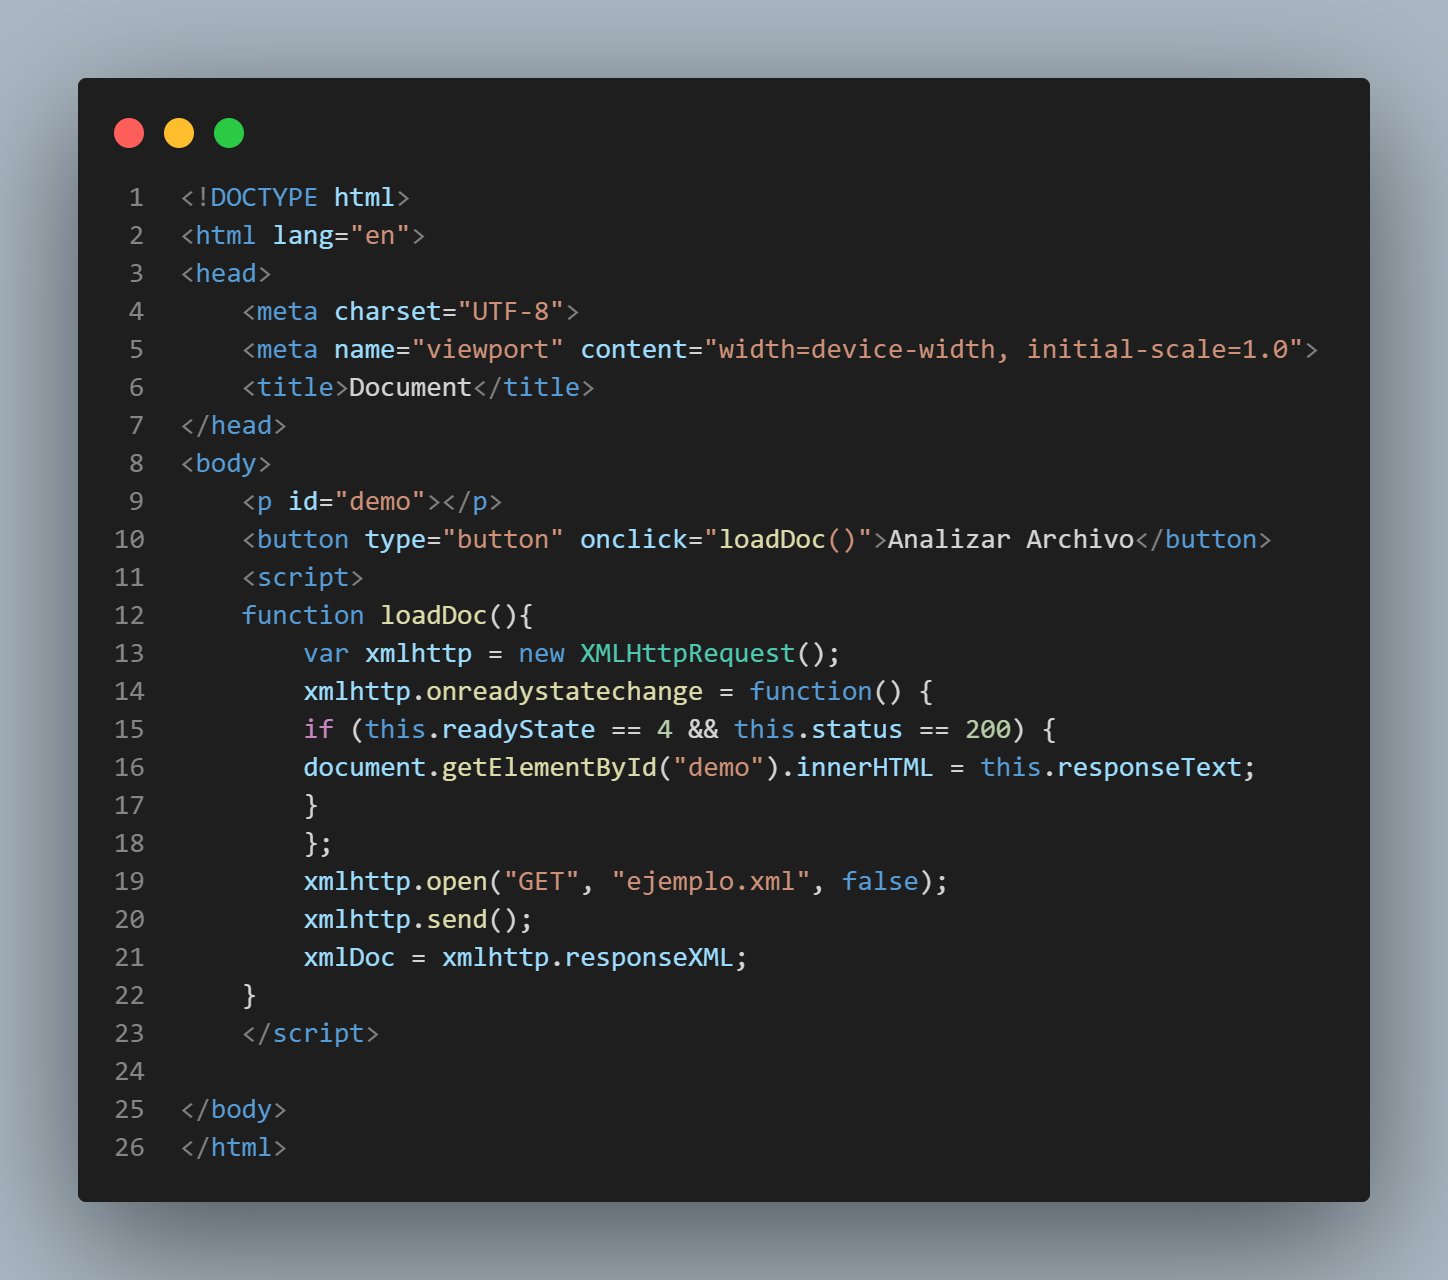 1 <!DOCTYPE html>
2 <html lang="en">
3 <head>
4     <meta charset="UTF-8">
5     <meta name="viewport" content="width=device-width, initial-scale=1.0">
6     <title>Document</title>
7 </head>
8 <body>
9     <p id="demo"></p>
10     <button type="button" onclick="loadDoc()">Analizar Archivo</button>
11     <script>
12     function loadDoc(){
13         var xmlhttp = new XMLHttpRequest();
14         xmlhttp.onreadystatechange = function() {
15         if (this.readyState == 4 && this.status == 200) {
16         document.getElementById("demo").innerHTML = this.responseText;
17         }
18         };
19         xmlhttp.open("GET", "ejemplo.xml", false);
20         xmlhttp.send();
21         xmlDoc = xmlhttp.responseXML;
22     }
23     </script>
24
25 </body>
26 </html>